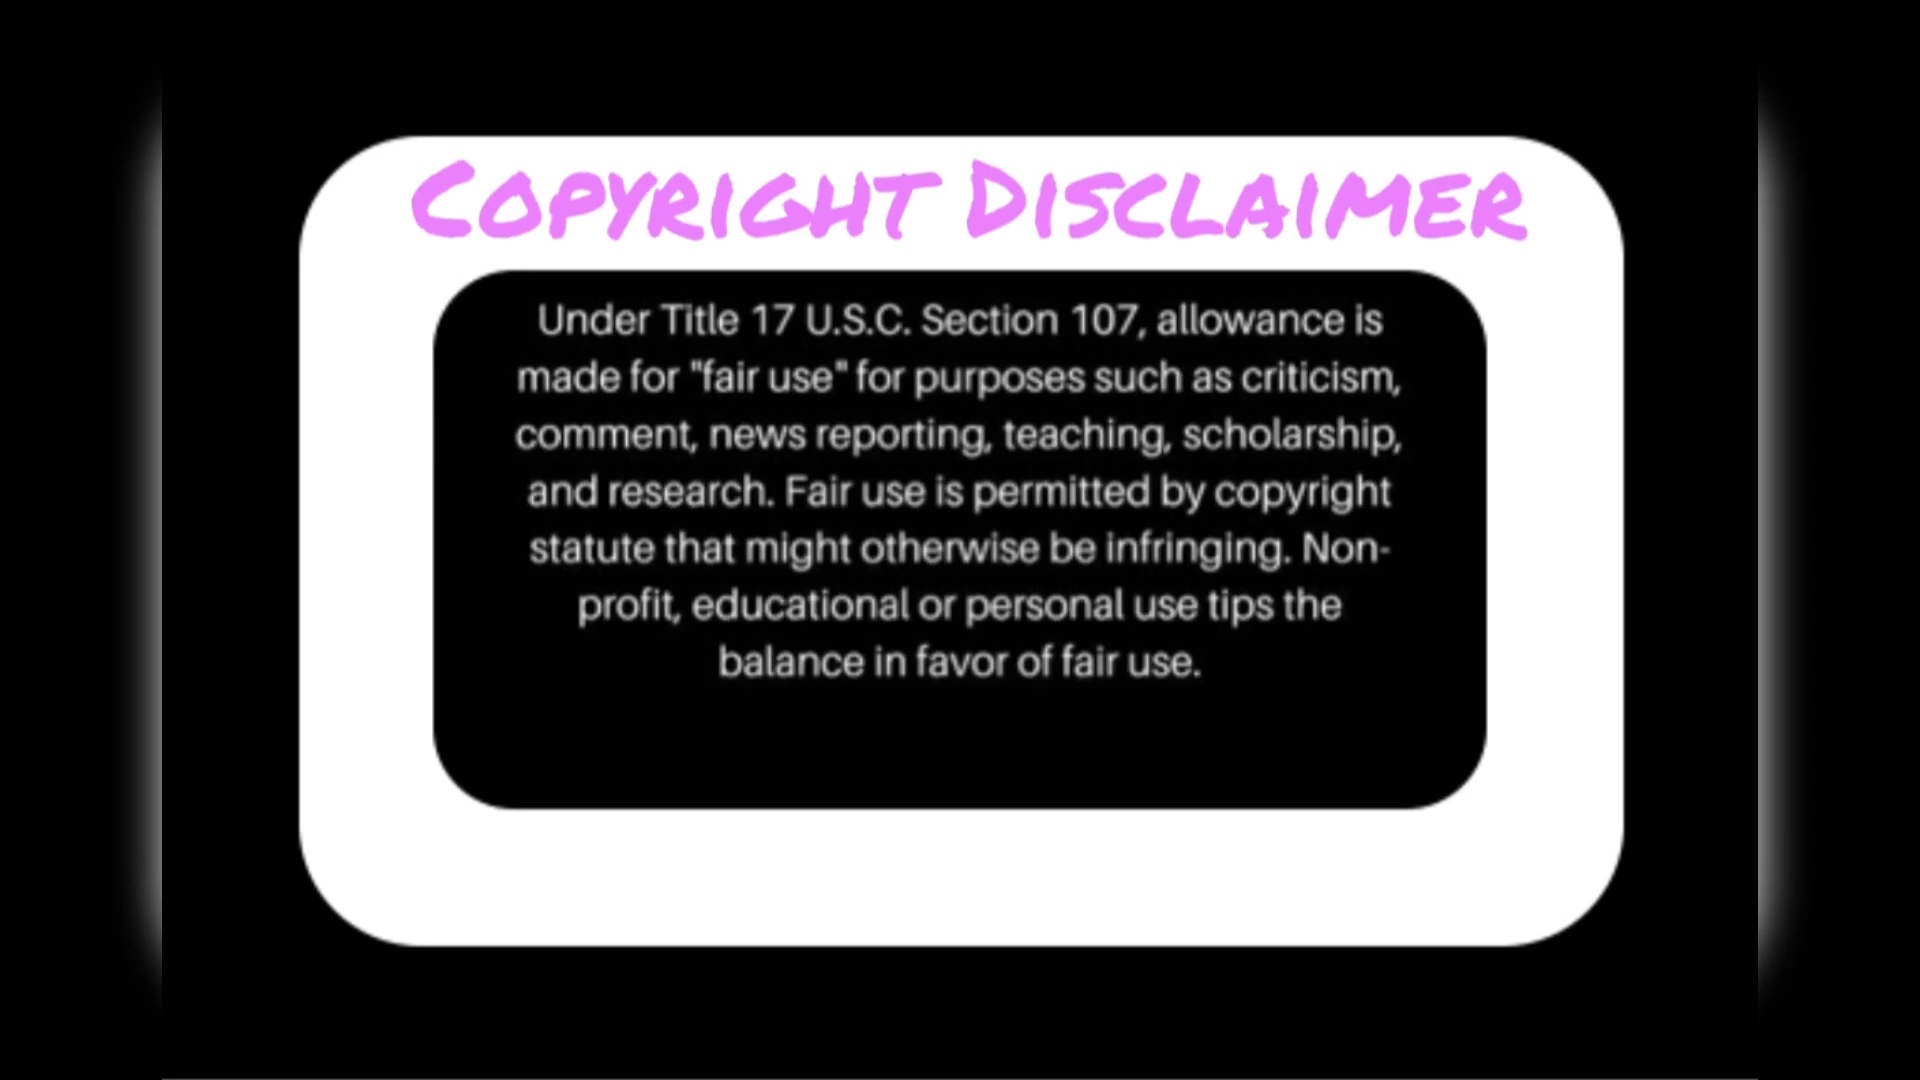 Copyright Disclaimer
Under Title 17 U.S.C. Section 107, allowance is
made for "fair use" for purposes such as criticism,
comment, news reporting, teaching, scholarship,
and research. Fair use is permitted by copyright
statute that might otherwise be infringing. Non-
profit, educational or personal use tips the
balance in favor of fair use.